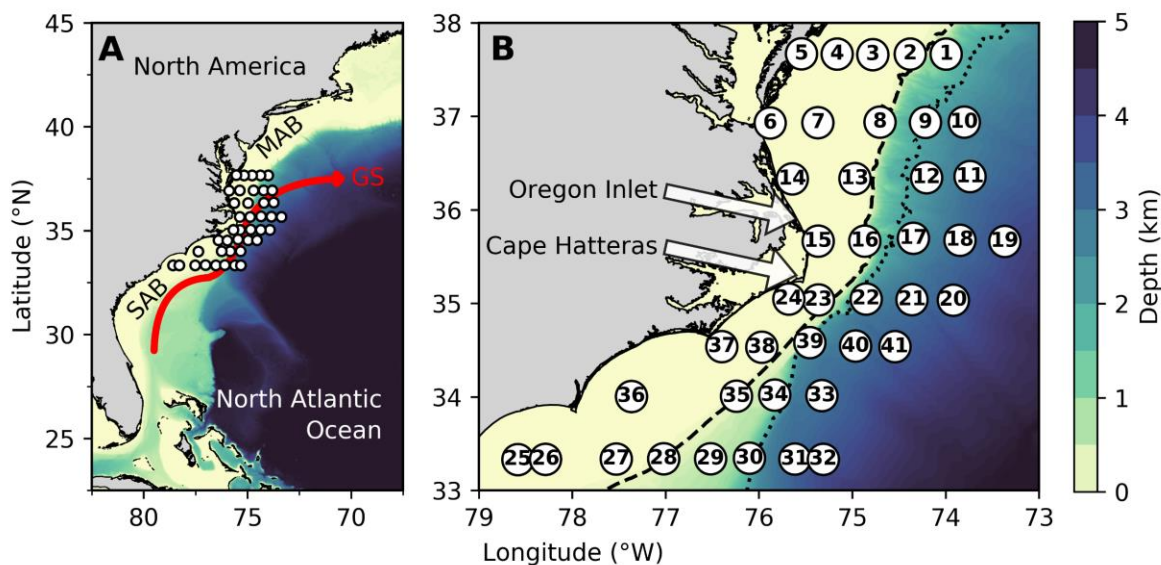 A
North America
MAB
GS
SAB
North Atlantic
Ocean
45
40
35
30
25
Latitude (°N)
80
75
70
B
Oregon Inlet
Cape Hatteras
5 4 3 2 1
6 7 8 9 10
14 13 12 11
15 16 17 18 19
24 23 22 21 20
37 38 39 40 41
36 35 34 33
25 26 27 28 29 30 31 32
38
37
36
35
34
33
79 78 77 76 75 74 73
Longitude (°W)
5
4
3
2
1
0
Depth (km)